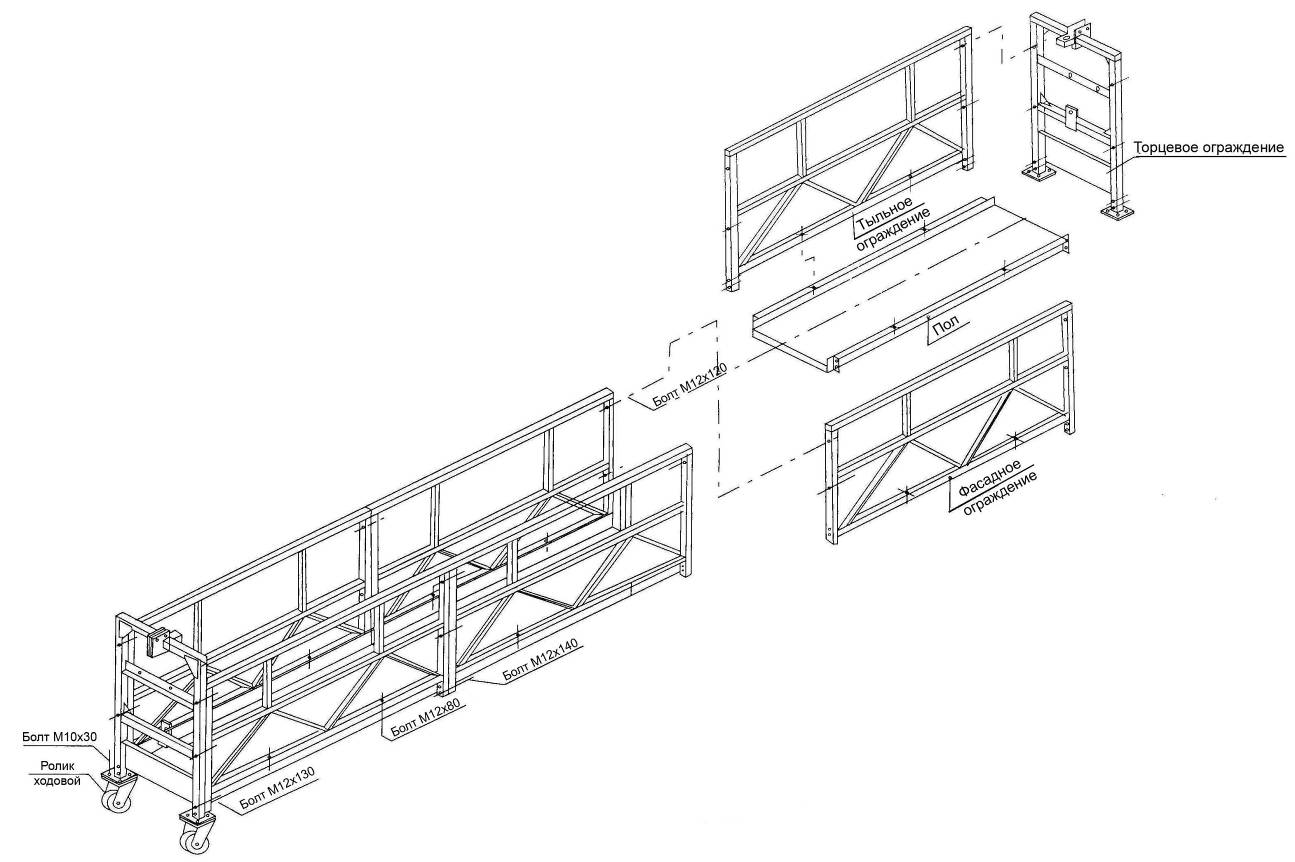 Торцевое ограждение
Тыльное
ограждение
Пол
Болт М12х120
Фасадное
ограждение
Болт М12х140
Болт М12х80
Болт М10х30
Ролик
ходовой
Болт М12х130